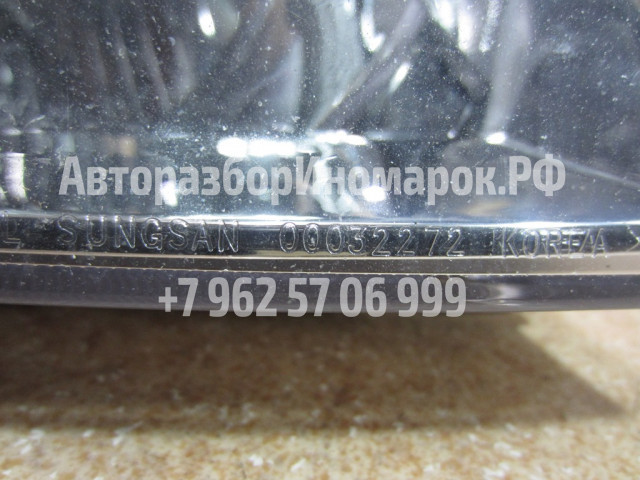 АвторазборИномарок.РФ
L SUNGSAN 00032272 KOREA
+7 962 57 06 999